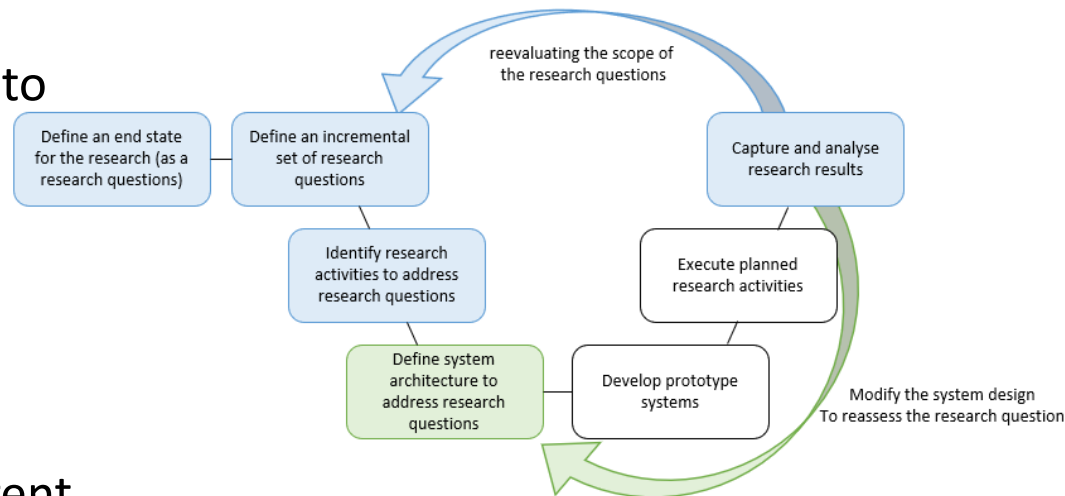 reevaluating the scope of
the research questions
to
Define an end state
for the research (as a
research questions)
Define an incremental
set of research
questions
Capture and analyse
research results
Identify research
activities to address
research questions
Execute planned
research activities
Define system
architecture to
address research
questions
Develop prototype
systems
Modify the system design
To reassess the research question